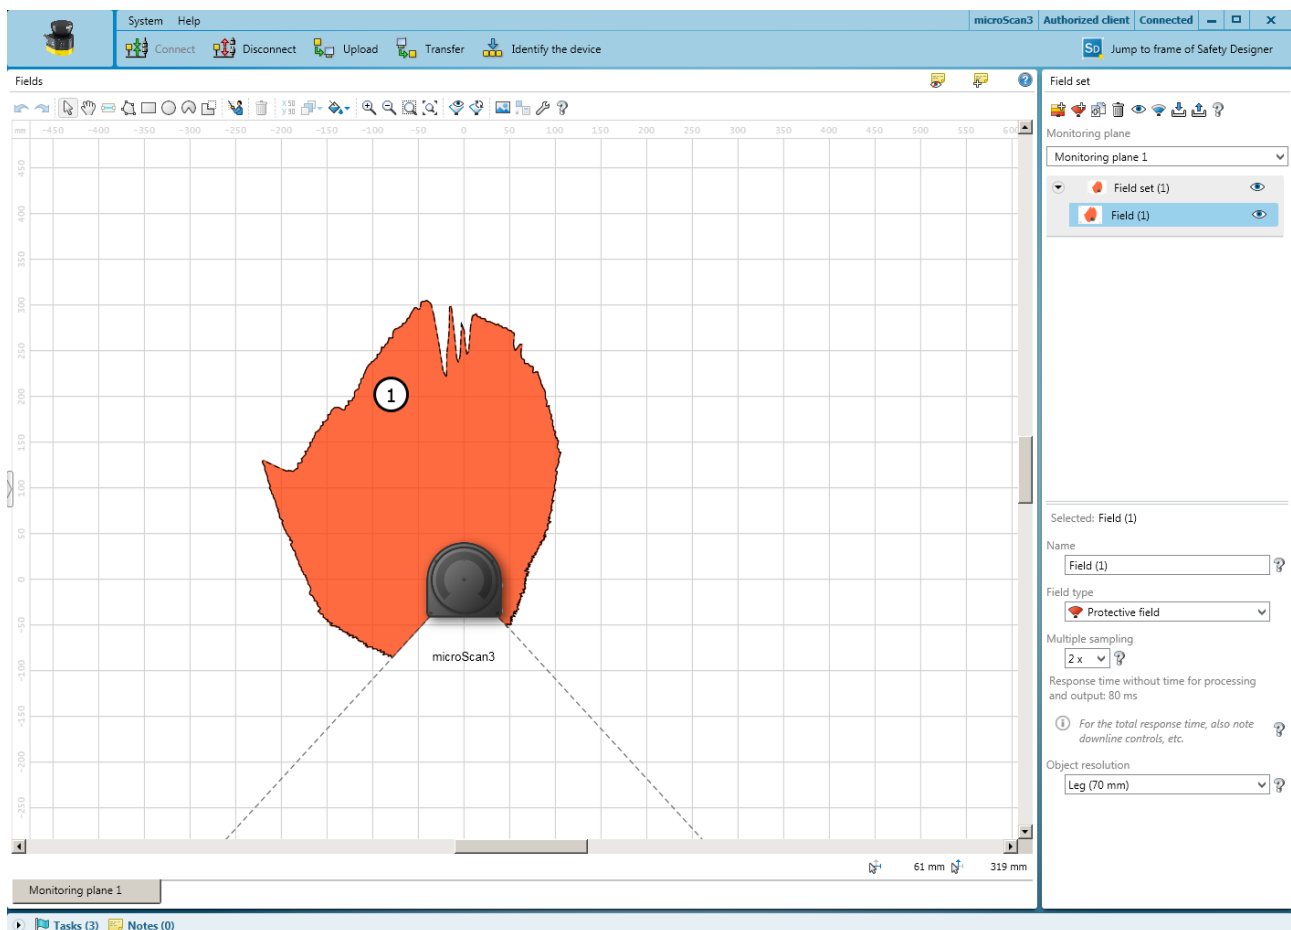 System Help
microScan3 Authorized client Connected
Connect Disconnect Upload Transfer Identify the device
SD Jump to frame of Safety Designer
Fields
Field set
mm -450 -400 -350 -300 -250 -200 -150 -100 -50 0 50 100 150 200 250 300 350 400 450 500 550 600
450
400
350
300
250
200
150
100
50
0
-50
-100
-150
-200
-250
1
microScan3
Monitoring plane
Monitoring plane 1
Field set (1)
Field (1)
Selected: Field (1)
Name
Field (1)
Field type
Protective field
Multiple sampling
2 x
Response time without time for processing
and output: 80 ms
For the total response time, also note
downline controls, etc.
Object resolution
Leg (70 mm)
61 mm 319 mm
Monitoring plane 1
Tasks (3) Notes (0)